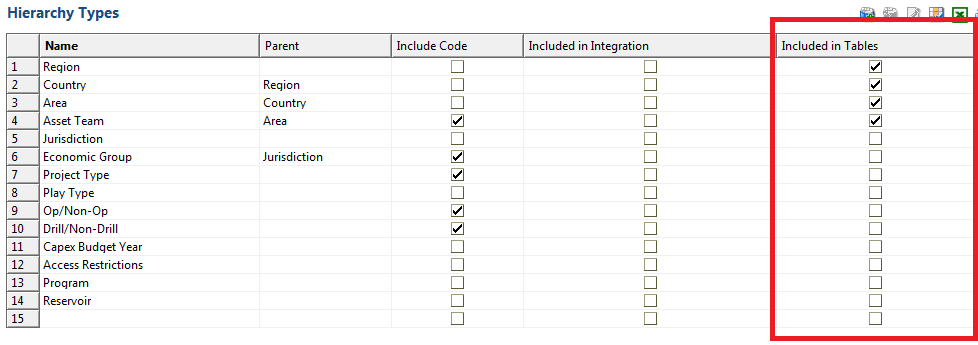 Hierarchy Types
Name Parent Include Code Included in Integration Included in Tables
1 Region
2 Country Region
3 Area Country
4 Asset Team Area
5 Jurisdiction
6 Economic Group Jurisdiction
7 Project Type
8 Play Type
9 Op/Non-Op
10 Drill/Non-Drill
11 Capex Budget Year
12 Access Restrictions
13 Program
14 Reservoir
15